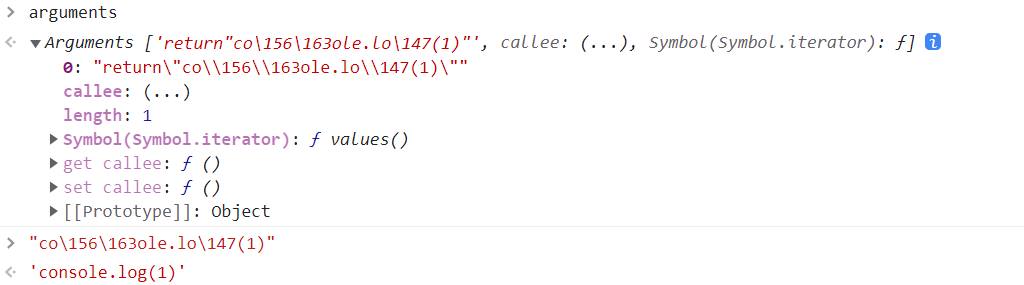 > arguments
Arguments ['return"co\156\163ole.lo\147(1)"', callee: (...), Symbol(Symbol.iterator): ƒ] i
0: "return\"co\\156\\163ole.lo\\147(1)\""
callee: (...)
length: 1
Symbol(Symbol.iterator): ƒ values()
get callee: ƒ ()
set callee: ƒ ()
[[Prototype]]: Object
> "co\156\163ole.lo\147(1)"
'console.log(1)'